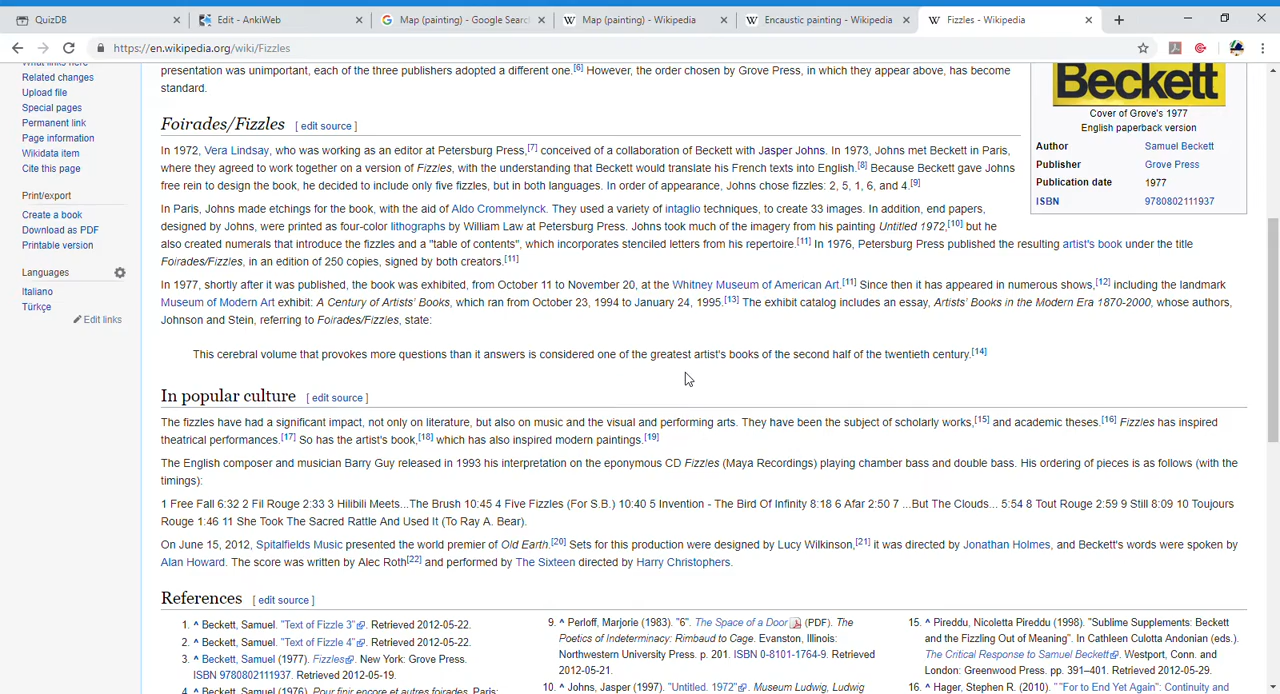 QuizDB
Edit - AnkiWeb
Map (painting) - Google Searc
Map (painting) - Wikipedia
Encaustic painting - Wikipedia
Fizzles - Wikipedia
https://en.wikipedia.org/wiki/Fizzles
What links here
Related changes
Upload file
Special pages
Permanent link
Page information
Wikidata item
Cite this page
Print/export
Create a book
Download as PDF
Printable version
Languages
Italiano
Türkçe
Edit links
presentation was unimportant, each of the three publishers adopted a different one.[6] However, the order chosen by Grove Press, in which they appear above, has become
standard.
Foirades/Fizzles [ edit source ]
In 1972, Vera Lindsay, who was working as an editor at Petersburg Press,[7] conceived of a collaboration of Beckett with Jasper Johns. In 1973, Johns met Beckett in Paris,
where they agreed to work together on a version of Fizzles, with the understanding that Beckett would translate his French texts into English.[8] Because Beckett gave Johns
free rein to design the book, he decided to include only five fizzles, but in both languages. In order of appearance, Johns chose fizzles: 2, 5, 1, 6, and 4.[9]
In Paris, Johns made etchings for the book, with the aid of Aldo Crommelynck. They used a variety of intaglio techniques, to create 33 images. In addition, end papers,
designed by Johns, were printed as four-color lithographs by William Law at Petersburg Press. Johns took much of the imagery from his painting Untitled 1972,[10] but he
also created numerals that introduce the fizzles and a "table of contents", which incorporates stenciled letters from his repertoire.[11] In 1976, Petersburg Press published the resulting artist's book under the title
Foirades/Fizzles, in an edition of 250 copies, signed by both creators.[11]
In 1977, shortly after it was published, the book was exhibited, from October 11 to November 20, at the Whitney Museum of American Art.[11] Since then it has appeared in numerous shows,[12] including the landmark
Museum of Modern Art exhibit: A Century of Artists' Books, which ran from October 23, 1994 to January 24, 1995.[13] The exhibit catalog includes an essay, Artists' Books in the Modern Era 1870-2000, whose authors,
Johnson and Stein, referring to Foirades/Fizzles, state:
This cerebral volume that provokes more questions than it answers is considered one of the greatest artist's books of the second half of the twentieth century.[14]
In popular culture [ edit source ]
The fizzles have had a significant impact, not only on literature, but also on music and the visual and performing arts. They have been the subject of scholarly works,[15] and academic theses.[16] Fizzles has inspired
theatrical performances.[17] So has the artist's book,[18] which has also inspired modern paintings.[19]
The English composer and musician Barry Guy released in 1993 his interpretation on the eponymous CD Fizzles (Maya Recordings) playing chamber bass and double bass. His ordering of pieces is as follows (with the
timings):
1 Free Fall 6:32 2 Fil Rouge 2:33 3 Hilibili Meets...The Brush 10:45 4 Five Fizzles (For S.B.) 10:40 5 Invention - The Bird Of Infinity 8:18 6 Afar 2:50 7 ...But The Clouds... 5:54 8 Tout Rouge 2:59 9 Still 8:09 10 Toujours
Rouge 1:46 11 She Took The Sacred Rattle And Used It (To Ray A. Bear).
On June 15, 2012, Spitalfields Music presented the world premier of Old Earth.[20] Sets for this production were designed by Lucy Wilkinson,[21] it was directed by Jonathan Holmes, and Beckett's words were spoken by
Alan Howard. The score was written by Alec Roth[22] and performed by The Sixteen directed by Harry Christophers.
Beckett
Cover of Grove's 1977
English paperback version
Author Samuel Beckett
Publisher Grove Press
Publication date 1977
ISBN 9780802111937
References [ edit source ]
1. ^ Beckett, Samuel. "Text of Fizzle 3". Retrieved 2012-05-22.
2. ^ Beckett, Samuel. "Text of Fizzle 4". Retrieved 2012-05-22.
3. ^ Beckett, Samuel (1977). Fizzles. New York: Grove Press.
ISBN 9780802111937. Retrieved 2012-05-19.
4. ^ Beckett, Samuel (1976). Pour finir encore et autres foirades. Paris:
9. ^ Perloff, Marjorie (1983). "6". The Space of a Door (PDF). The
Poetics of Indeterminacy: Rimbaud to Cage. Evanston, Illinois:
Northwestern University Press. p. 201. ISBN 0-8101-1764-9. Retrieved
2012-05-21.
10. ^ Johns, Jasper (1997). "Untitled. 1972". Museum Ludwig, Ludwig
15. ^ Pireddu, Nicoletta Pireddu (1998). "Sublime Supplements: Beckett
and the Fizzling Out of Meaning". In Cathleen Culotta Andonian (eds.).
The Critical Response to Samuel Beckett. Westport, Conn. and
London: Greenwood Press. pp. 391–401. Retrieved 2012-05-29.
16. ^ Hager, Stephen R. (2010). ""For to End Yet Again": Continuity and